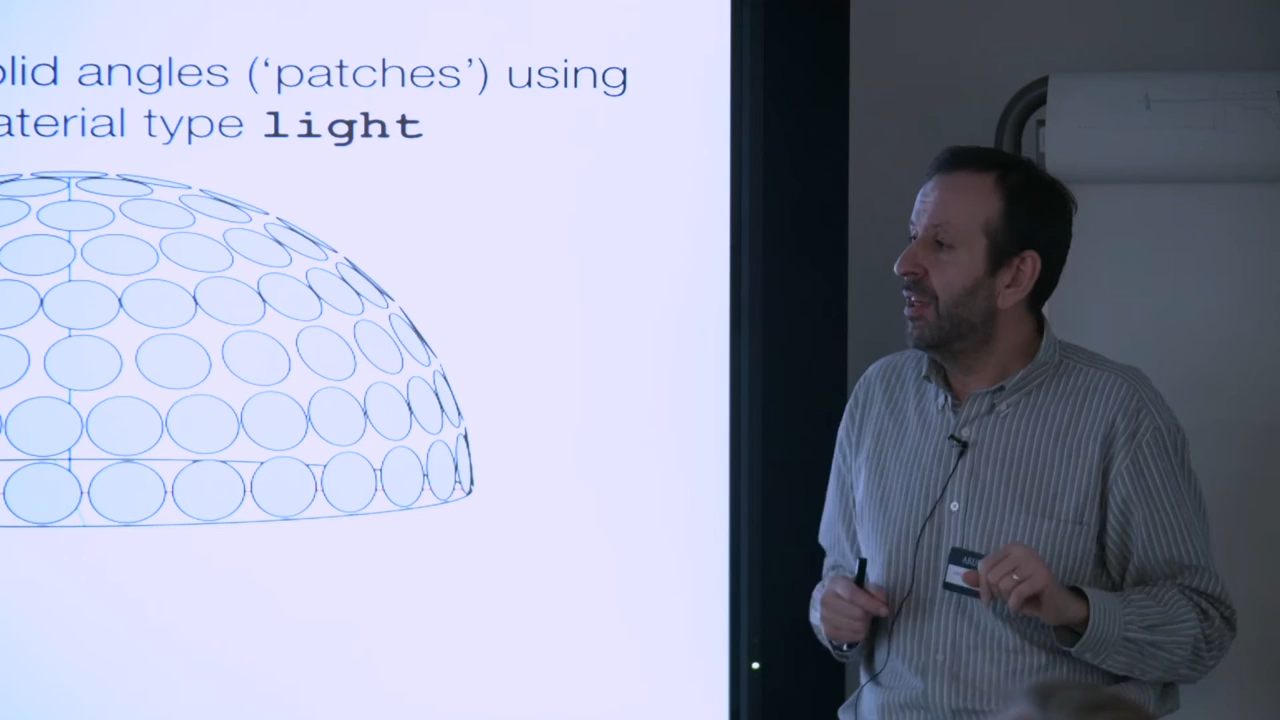 olid angles (‘patches’) using
aterial type light